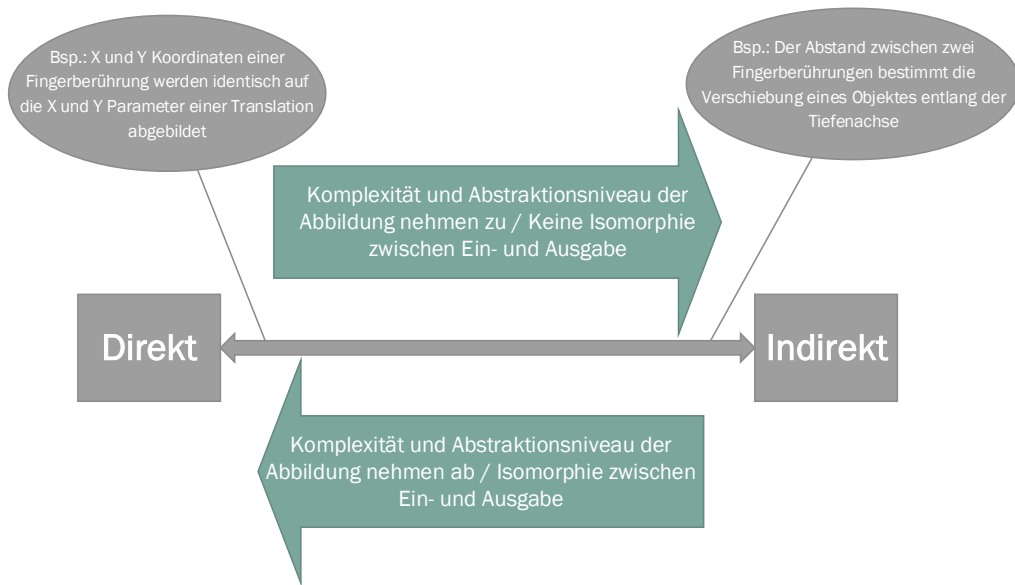 Bsp.: X und Y Koordinaten einer
Fingerberührung werden identisch auf
die X und Y Parameter einer Translation
abgebildet
Bsp.: Der Abstand zwischen zwei
Fingerberührungen bestimmt die
Verschiebung eines Objektes entlang der
Tiefenachse
Komplexität und Abstraktionsniveau der
Abbildung nehmen zu / Keine Isomorphie
zwischen Ein- und Ausgabe
Direkt
Indirekt
Komplexität und Abstraktionsniveau der
Abbildung nehmen ab / Isomorphie zwischen
Ein- und Ausgabe